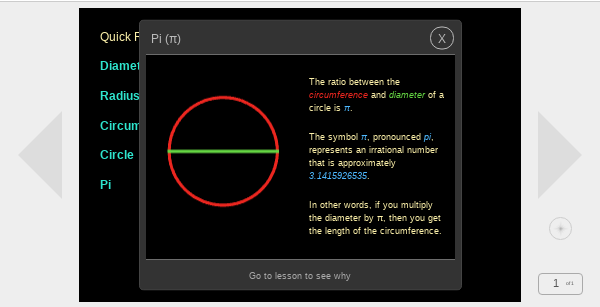 Quick
Pi (π)
X
Diamet
Radius
Circum
Circle
Pi
The ratio between the
circumference and diameter of a
circle is π.
The symbol π, pronounced pi,
represents an irrational number
that is approximately
3.1415926535.
In other words, if you multiply
the diameter by π, then you get
the length of the circumference.
Go to lesson to see why
1 of 1